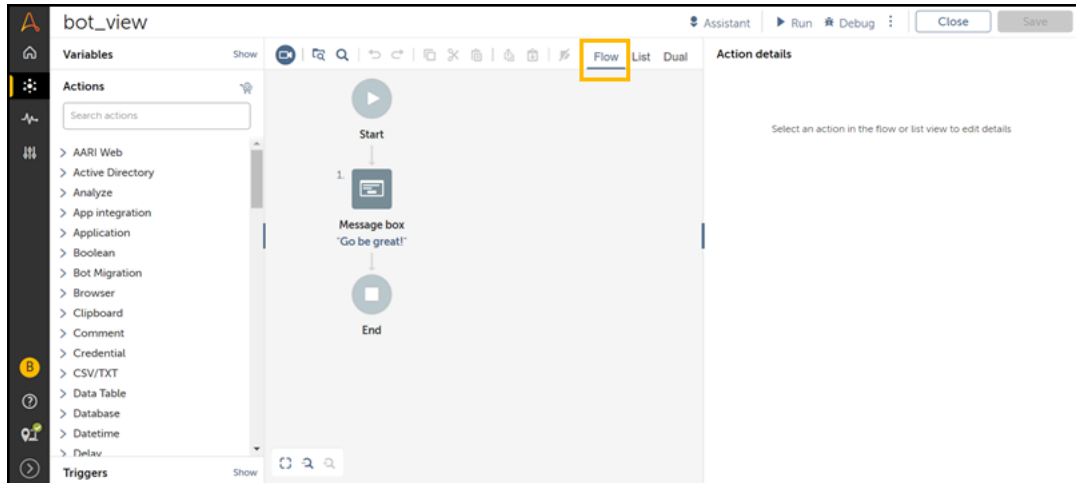 bot_view
Assistant
Run
Debug
Close
Save
Variables
Show
Flow
List
Dual
Action details
Actions
Search actions
Select an action in the flow or list view to edit details
AARI Web
Active Directory
Analyze
App integration
Application
Boolean
Bot Migration
Browser
Clipboard
Comment
Credential
CSV/TXT
Data Table
Database
Datetime
Delay
Triggers
Show
Start
1.
Message box
"Go be great!"
End
B